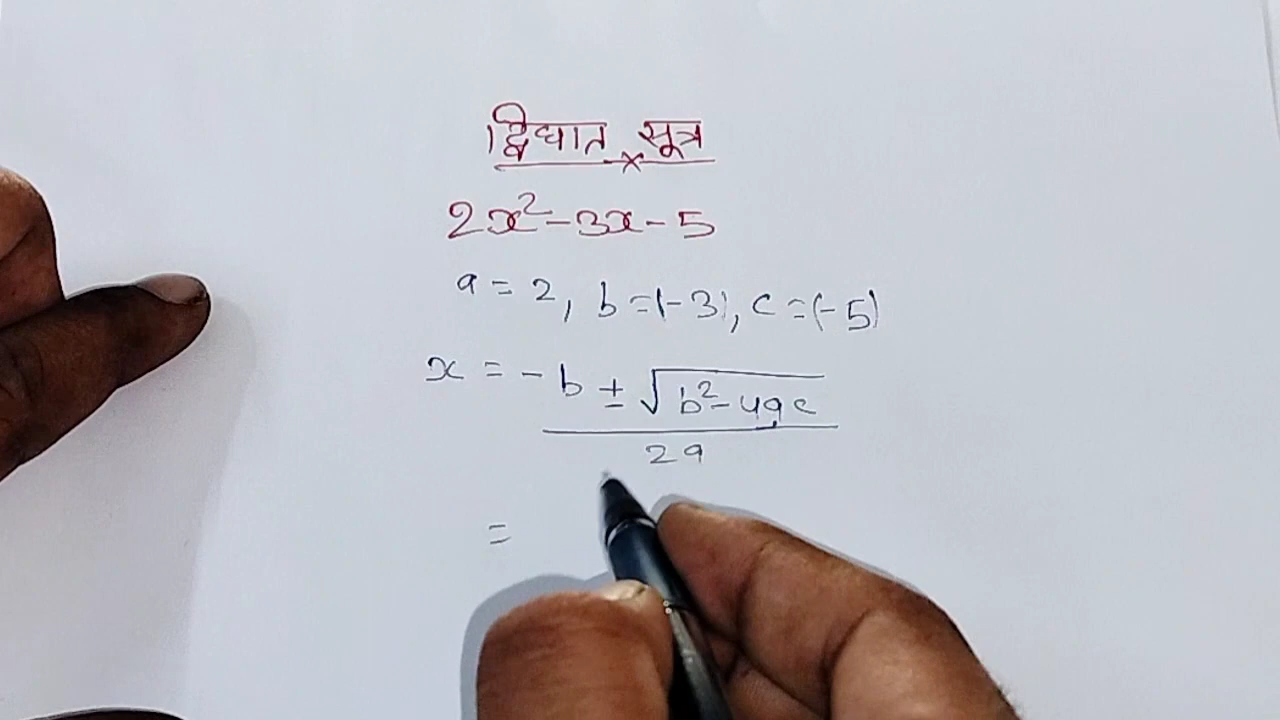 द्विघात सूत्र
2x²-3x-5
a = 2, b=(-3), c=(-5)
x = -b ± √b²-4ac
2a
=